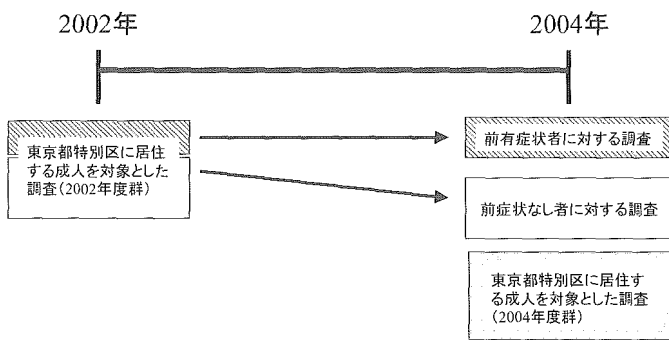 2002年
2004年
東京都特別区に居住
する成人を対象とした
調査(2002年度群)
前有症状者に対する調査
前症状なし者に対する調査
東京都特別区に居住す
る成人を対象とした調査
(2004年度群)